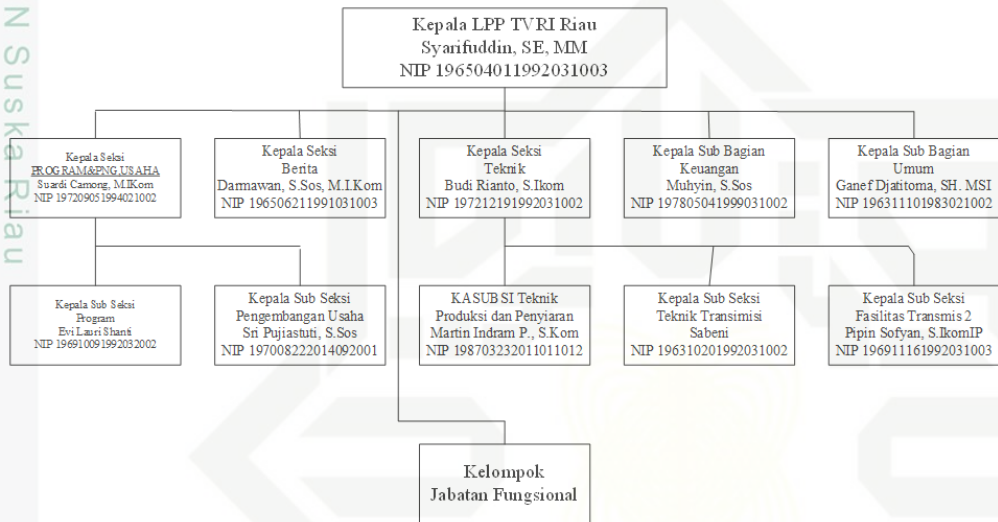 N Suska Riau
Kepala LPP TVRI Riau
Syarifuddin, SE, MM
NIP 196504011992031003
Kepala Seksi
PROGRAM&PNG.USAHA
Suardi Camong, M.IKom
NIP 197209051994021002
Kepala Seksi
Berita
Darmawan, S.Sos, M.I.Kom
NIP 196506211991031003
Kepala Seksi
Teknik
Budi Rianto, S.Ikom
NIP 197212191992031002
Kepala Sub Bagian
Keuangan
Muhyin, S.Sos
NIP 197805041999031002
Kepala Sub Bagian
Umum
Ganef Djatitoma, SH. MSI
NIP 196311101983021002
Kepala Sub Seksi
Program
Evi Lauri Shanti
NIP 196910091992032002
Kepala Sub Seksi
Pengembangan Usaha
Sri Pujiastuti, S.Sos
NIP 197008222014092001
KASUBSI Teknik
Produksi dan Penyiaran
Martin Indram P., S.Kom
NIP 198703232011011012
Kepala Sub Seksi
Teknik Transimisi
Sabeni
NIP 196310201992031002
Kepala Sub Seksi
Fasilitas Transmis 2
Pipin Sofyan, S.IkomIP
NIP 196911161992031003
Kelompok
Jabatan Fungsional